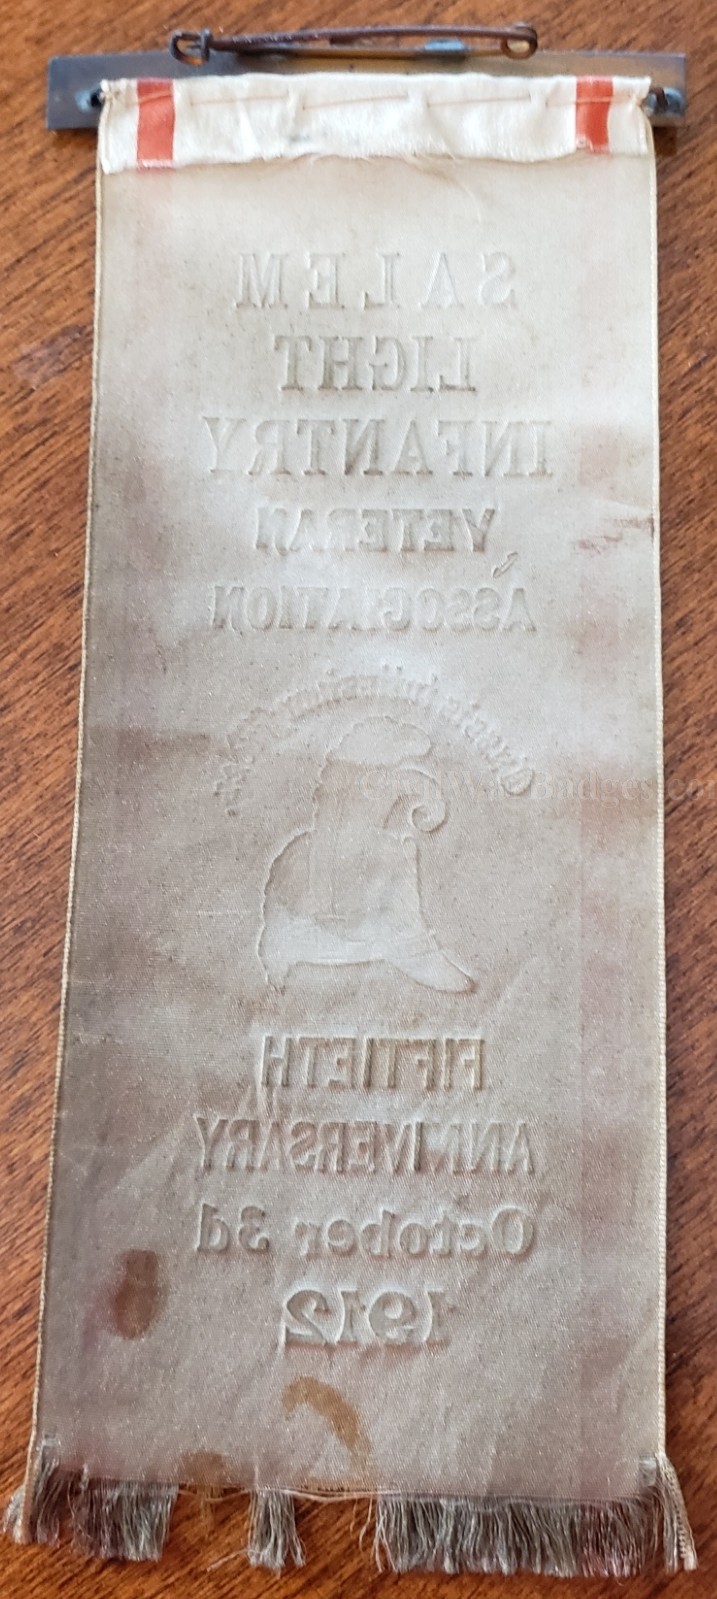 SALEM
LIGHT
INFANTRY
VETERAN
ASSOCIATION
FIFTIETH
ANNIVERSARY
October 3d
1912